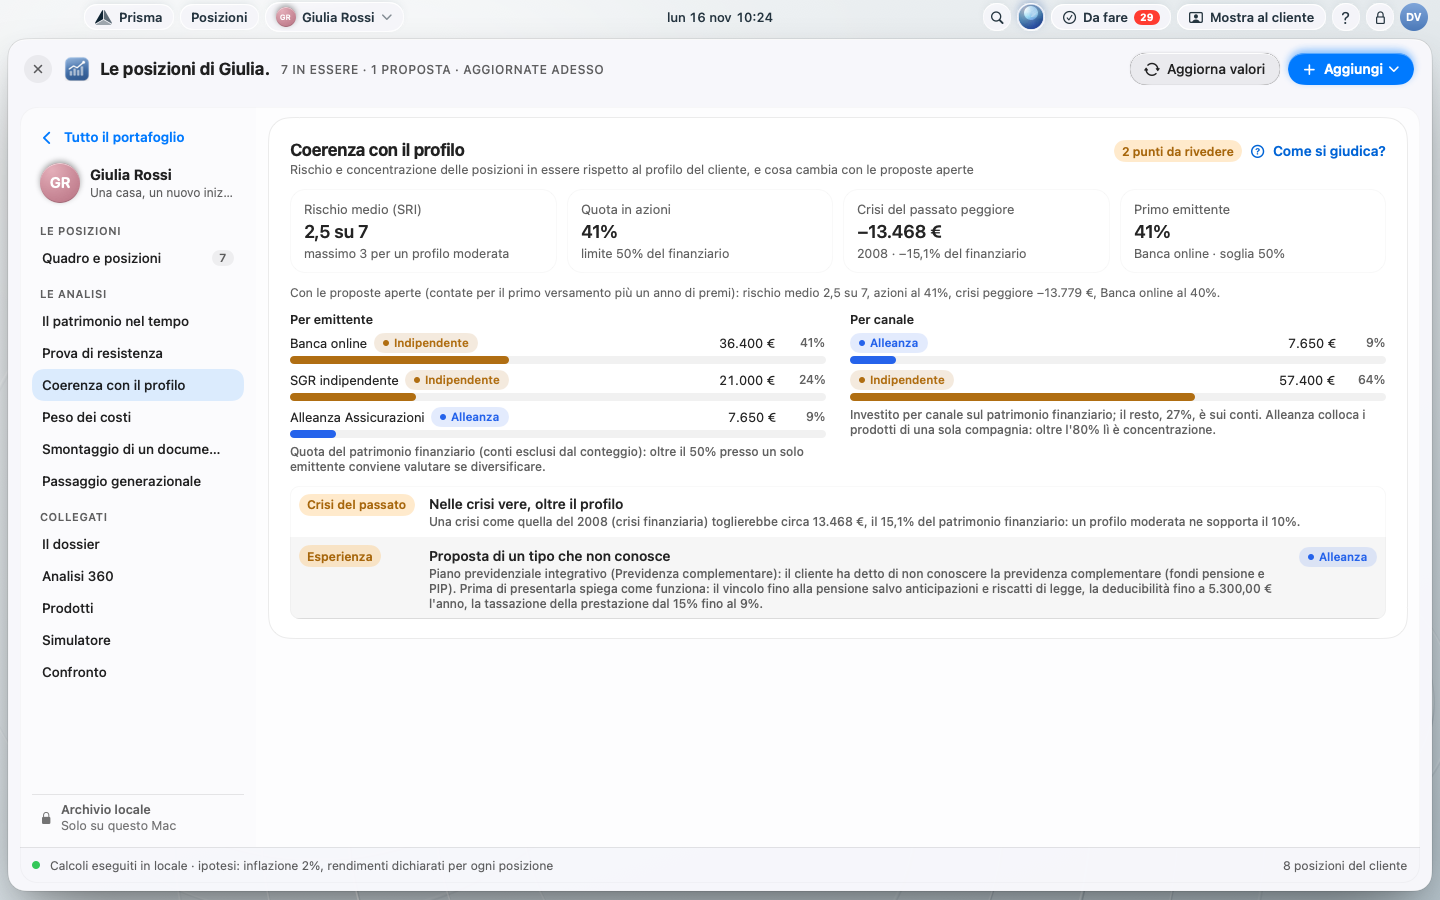 Prisma
Posizioni
GR Giulia Rossi
lun 16 nov 10:24
Da fare 29
Mostra al cliente
?
DV
Le posizioni di Giulia.
7 IN ESSERE · 1 PROPOSTA · AGGIORNATE ADESSO
Aggiorna valori
+ Aggiungi
Tutto il portafoglio
GR
Giulia Rossi
Una casa, un nuovo iniz...
LE POSIZIONI
Quadro e posizioni 7
LE ANALISI
Il patrimonio nel tempo
Prova di resistenza
Coerenza con il profilo
Peso dei costi
Smontaggio di un docume...
Passaggio generazionale
COLLEGATI
Il dossier
Analisi 360
Prodotti
Simulatore
Confronto
Archivio locale
Solo su questo Mac
Coerenza con il profilo
2 punti da rivedere
? Come si giudica?
Rischio e concentrazione delle posizioni in essere rispetto al profilo del cliente, e cosa cambia con le proposte aperte
Rischio medio (SRI)
2,5 su 7
massimo 3 per un profilo moderata
Quota in azioni
41%
limite 50% del finanziario
Crisi del passato peggiore
−13.468 €
2008 · −15,1% del finanziario
Primo emittente
41%
Banca online · soglia 50%
Con le proposte aperte (contate per il primo versamento più un anno di premi): rischio medio 2,5 su 7, azioni al 41%, crisi peggiore −13.779 €, Banca online al 40%.
Per emittente
Banca online Indipendente 36.400 € 41%
SGR indipendente Indipendente 21.000 € 24%
Alleanza Assicurazioni Alleanza 7.650 € 9%
Quota del patrimonio finanziario (conti esclusi dal conteggio): oltre il 50% presso un solo
emittente conviene valutare se diversificare.
Per canale
Alleanza 7.650 € 9%
Indipendente 57.400 € 64%
Investito per canale sul patrimonio finanziario; il resto, 27%, è sui conti. Alleanza colloca i
prodotti di una sola compagnia: oltre l'80% lì è concentrazione.
Crisi del passato
Nelle crisi vere, oltre il profilo
Una crisi come quella del 2008 (crisi finanziaria) toglierebbe circa 13.468 €, il 15,1% del patrimonio finanziario: un profilo moderata ne sopporta il 10%.
Esperienza
Proposta di un tipo che non conosce
Alleanza
Piano previdenziale integrativo (Previdenza complementare): il cliente ha detto di non conoscere la previdenza complementare (fondi pensione e
PIP). Prima di presentarla spiega come funziona: il vincolo fino alla pensione salvo anticipazioni e riscatti di legge, la deducibilità fino a 5.300,00 €
l'anno, la tassazione della prestazione dal 15% fino al 9%.
Calcoli eseguiti in locale · ipotesi: inflazione 2%, rendimenti dichiarati per ogni posizione
8 posizioni del cliente